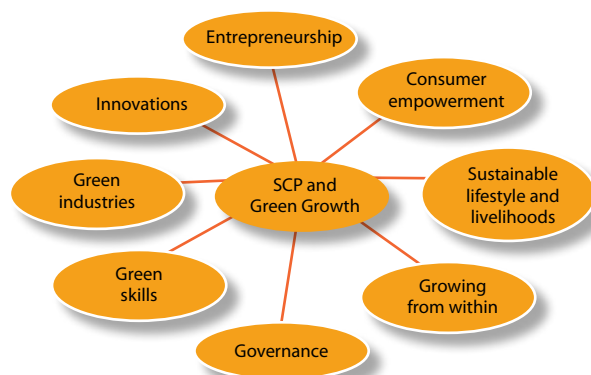 Entrepreneurship
Consumer
empowerment
Innovations
Green
industries
SCP and
Green Growth
Sustainable
lifestyle and
livelihoods
Green
skills
Growing
from within
Governance